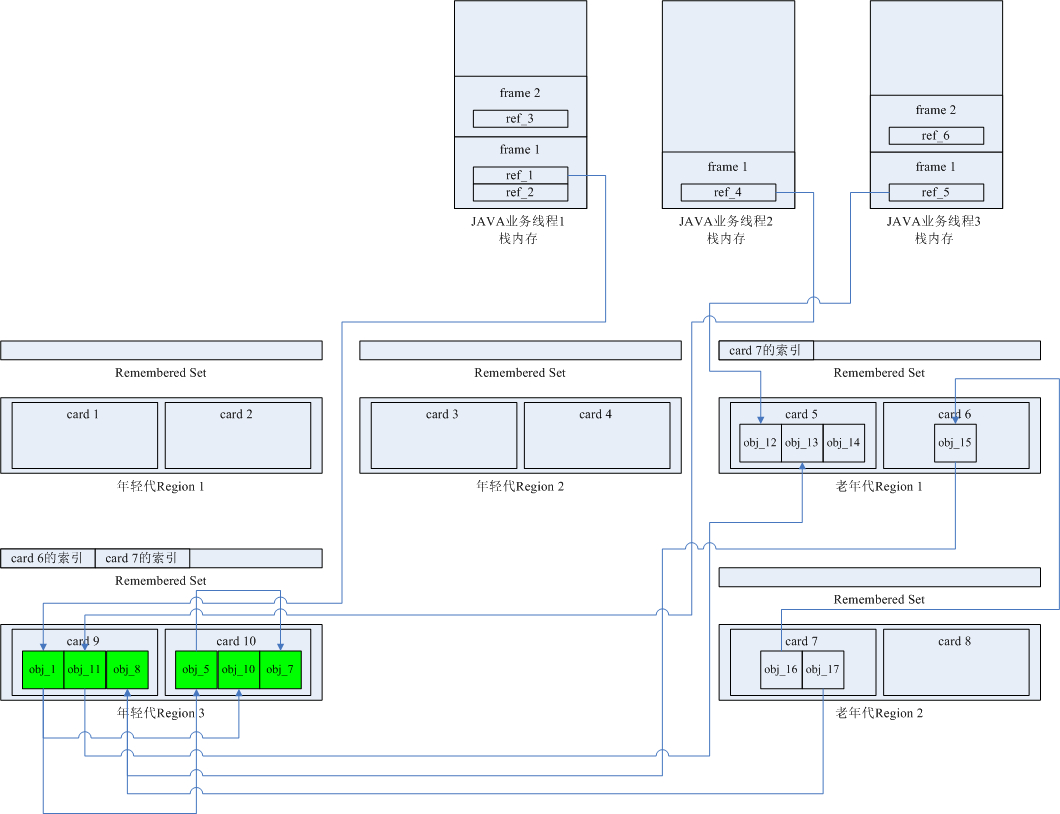 frame 2
ref_3
frame 1
ref_1
ref_2
JAVA业务线程1
栈内存
frame 1
ref_4
JAVA业务线程2
栈内存
frame 2
ref_6
frame 1
ref_5
JAVA业务线程3
栈内存
Remembered Set
card 1
card 2
年轻代Region 1
Remembered Set
card 3
card 4
年轻代Region 2
card 7的索引
Remembered Set
card 5
obj_12
obj_13
obj_14
card 6
obj_15
老年代Region 1
card 6的索引
card 7的索引
Remembered Set
card 9
obj_1
obj_11
obj_8
card 10
obj_5
obj_10
obj_7
年轻代Region 3
Remembered Set
card 7
obj_16
obj_17
card 8
老年代Region 2